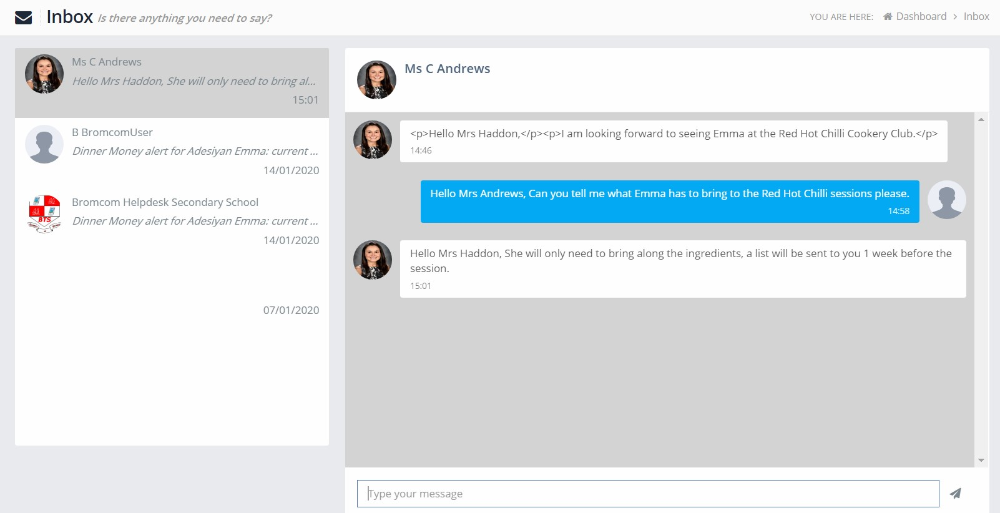 Inbox Is there anything you need to say?
YOU ARE HERE: Dashboard > Inbox
Ms C Andrews
Hello Mrs Haddon, She will only need to bring al...
15:01
B BromcomUser
Dinner Money alert for Adesiyan Emma: current ...
14/01/2020
BTS
Bromcom Helpdesk Secondary School
Dinner Money alert for Adesiyan Emma: current ...
14/01/2020
07/01/2020
Ms C Andrews
<p>Hello Mrs Haddon,</p><p>I am looking forward to seeing Emma at the Red Hot Chilli Cookery Club.</p>
14:46
Hello Mrs Andrews, Can you tell me what Emma has to bring to the Red Hot Chilli sessions please.
14:58
Hello Mrs Haddon, She will only need to bring along the ingredients, a list will be sent to you 1 week before the
session.
15:01
Type your message